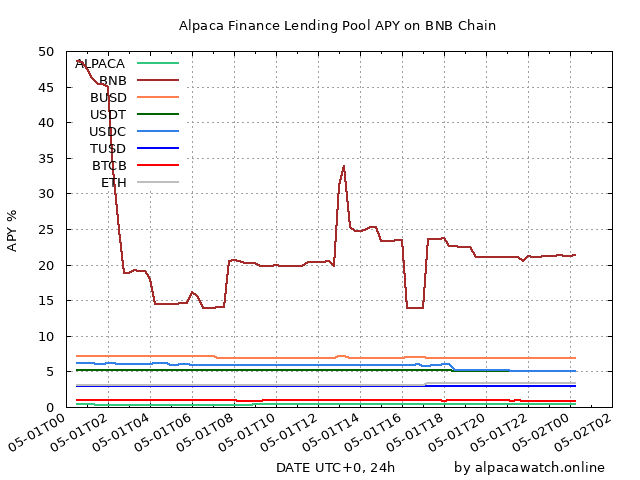 Alpaca Finance Lending Pool APY on BNB Chain
APY %
50
45
40
35
30
25
20
15
10
5
0
ALPACA
BNB
BUSD
USDT
USDC
TUSD
BTCB
ETH
05-01T00
05-01T02
05-01T04
05-01T06
05-01T08
05-01T10
05-01T12
05-01T14
05-01T16
05-01T18
05-01T20
05-01T22
05-02T00
05-02T02
DATE UTC+0, 24h
by alpacawatch.online